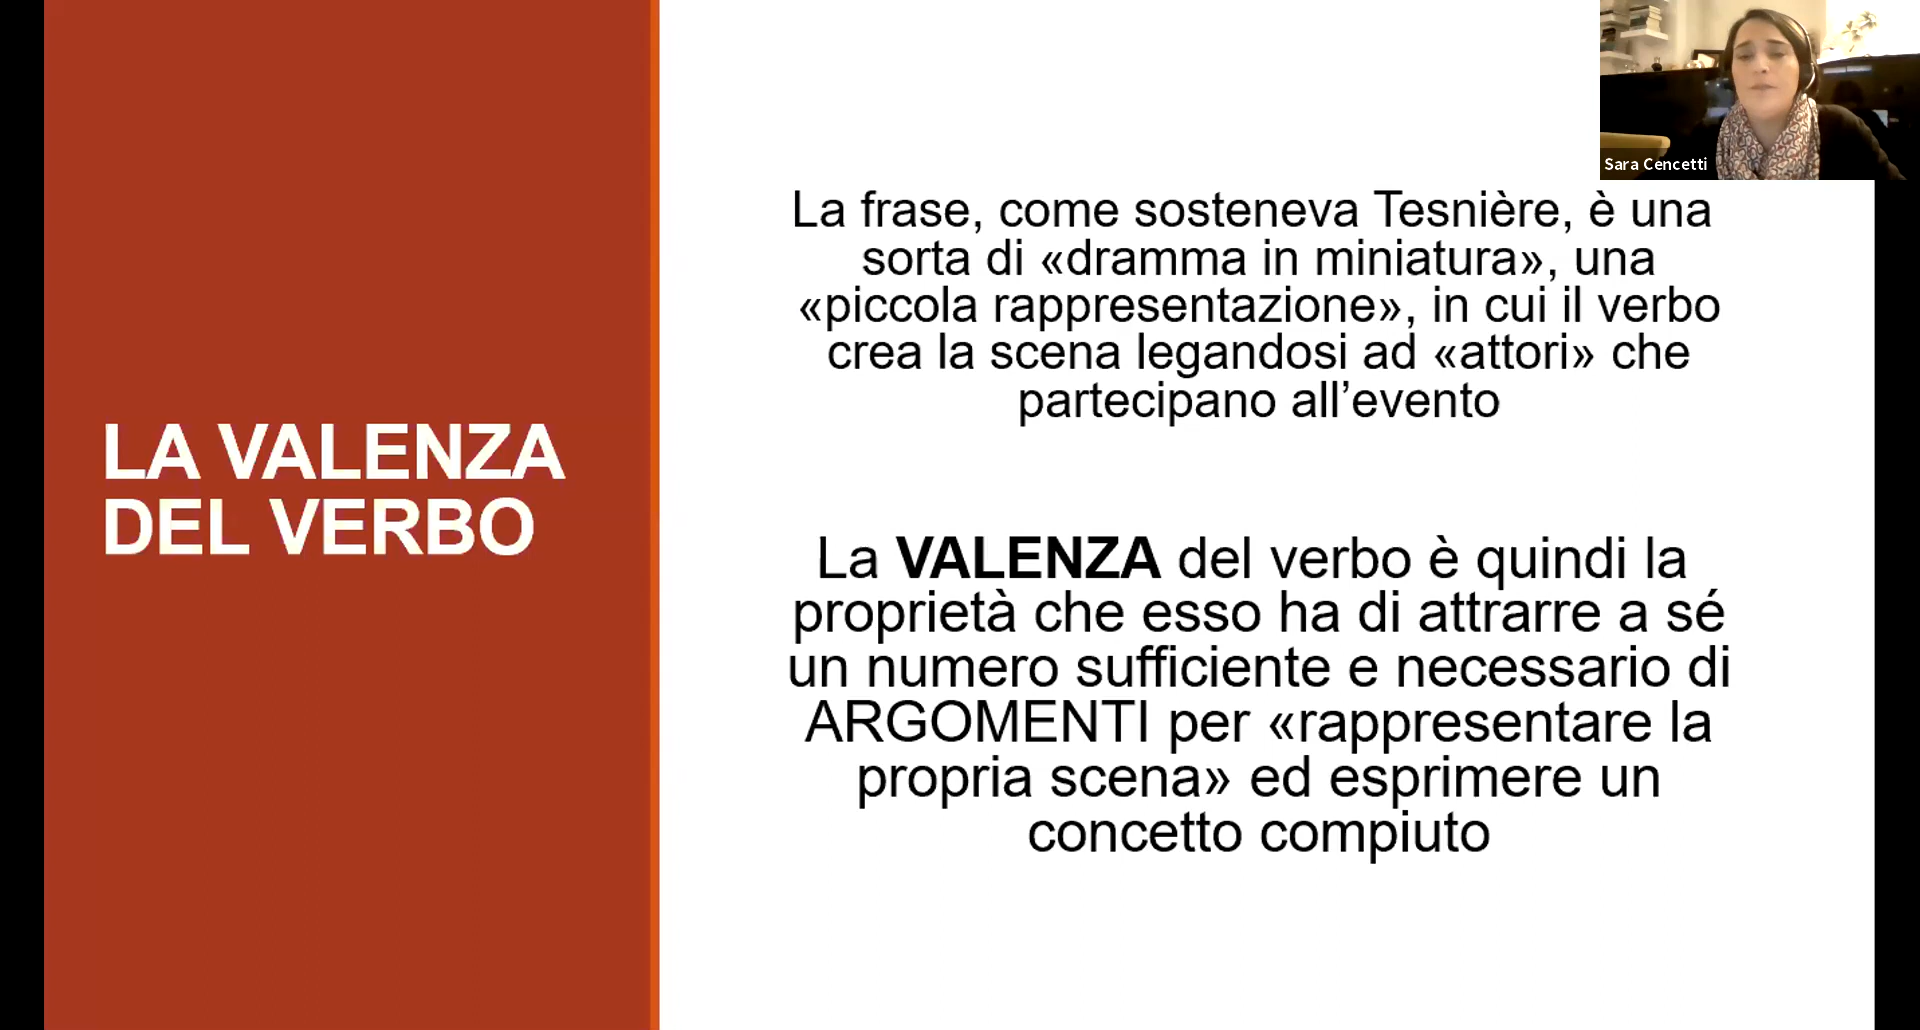 LA VALENZA
DEL VERBO
La frase, come sosteneva Tesnière, è una
sorta di «dramma in miniatura», una
«piccola rappresentazione», in cui il verbo
crea la scena legandosi ad «attori» che
partecipano all’evento
La VALENZA del verbo è quindi la
proprietà che esso ha di attrarre a sé
un numero sufficiente e necessario di
ARGOMENTI per «rappresentare la
propria scena» ed esprimere un
concetto compiuto
Sara Cencetti